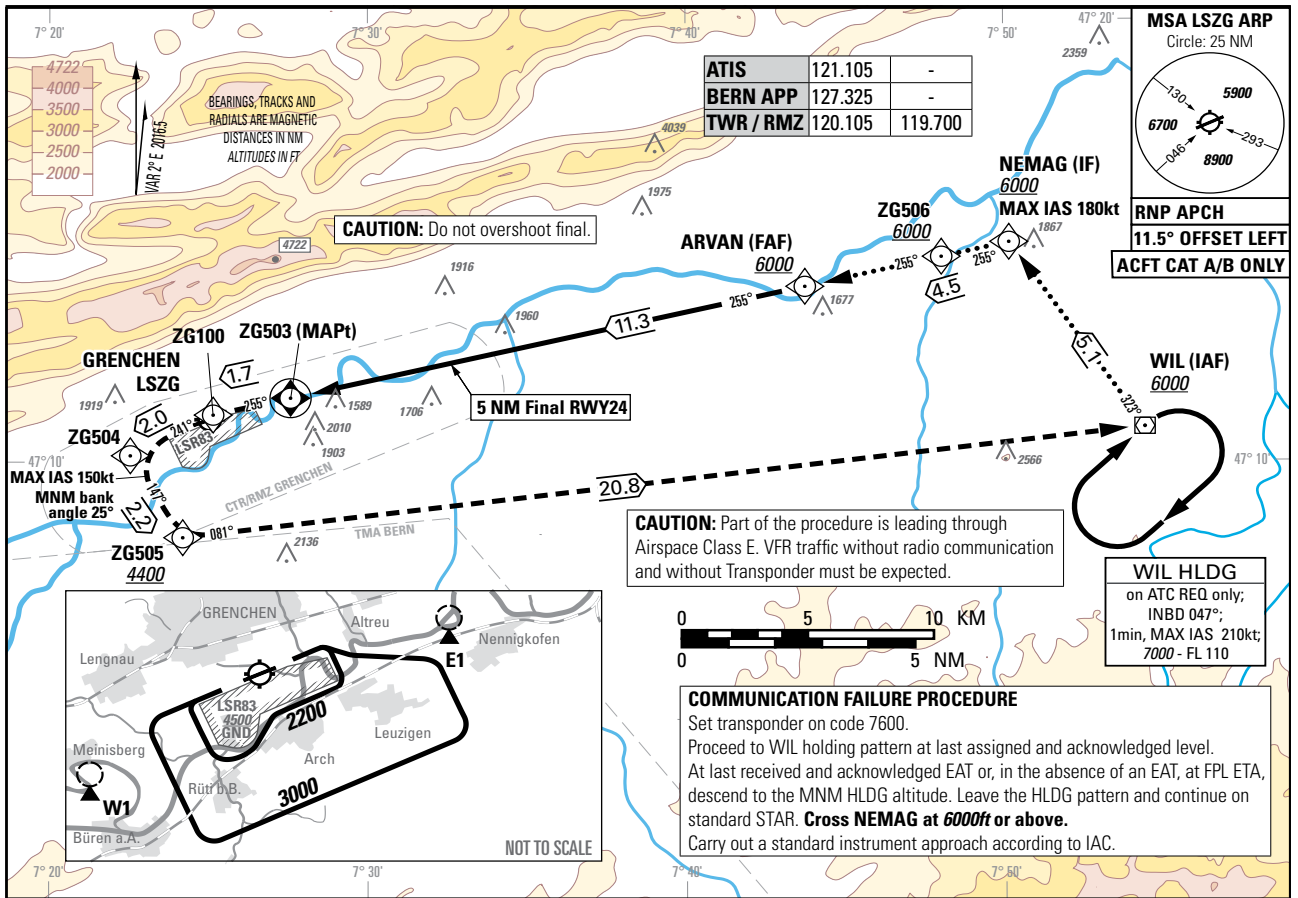 7° 20'
7° 30'
7° 40'
7° 50'
47° 20'
MSA LSZG ARP
Circle: 25 NM
130
5900
6700
293
046
8900
RNP APCH
11.5° OFFSET LEFT
ACFT CAT A/B ONLY
4722
4000
3500
3000
2500
2000
VAR 2° E 2016.5
BEARINGS, TRACKS AND
RADIALS ARE MAGNETIC
DISTANCES IN NM
ALTITUDES IN FT
ATIS 121.105 -
BERN APP 127.325 -
TWR / RMZ 120.105 119.700
2359
4039
1975
NEMAG (IF)
6000
MAX IAS 180kt
1867
ZG506
6000
CAUTION: Do not overshoot final.
ARVAN (FAF)
6000
4722
1916
255°
255°
4.5
1677
255°
1960
11.3
5.1
323°
WIL (IAF)
6000
ZG100
ZG503 (MAPt)
GRENCHEN
LSZG
1.7
255°
1919
1589
1706
5 NM Final RWY24
2.0
241°
LSR83
2010
1903
ZG504
47° 10'
MAX IAS 150kt
MNM bank
angle 25°
147°
2.2
CTR/RMZ GRENCHEN
2566
47° 10'
20.8
081°
TMA BERN
2136
ZG505
4400
CAUTION: Part of the procedure is leading through
Airspace Class E. VFR traffic without radio communication
and without Transponder must be expected.
WIL HLDG
on ATC REQ only;
INBD 047°;
1min, MAX IAS 210kt;
7000 - FL 110
0 5 10 KM
0 5 NM
GRENCHEN
Altreu
Nennigkofen
Lengnau
E1
LSR83
4500
GND
2200
Leuzigen
Meinisberg
Arch
W1
Rüti b.B.
3000
Büren a.A.
NOT TO SCALE
COMMUNICATION FAILURE PROCEDURE
Set transponder on code 7600.
Proceed to WIL holding pattern at last assigned and acknowledged level.
At last received and acknowledged EAT or, in the absence of an EAT, at FPL ETA,
descend to the MNM HLDG altitude. Leave the HLDG pattern and continue on
standard STAR. Cross NEMAG at 6000ft or above.
Carry out a standard instrument approach according to IAC.
7° 20'
7° 30'
7° 40'
7° 50'